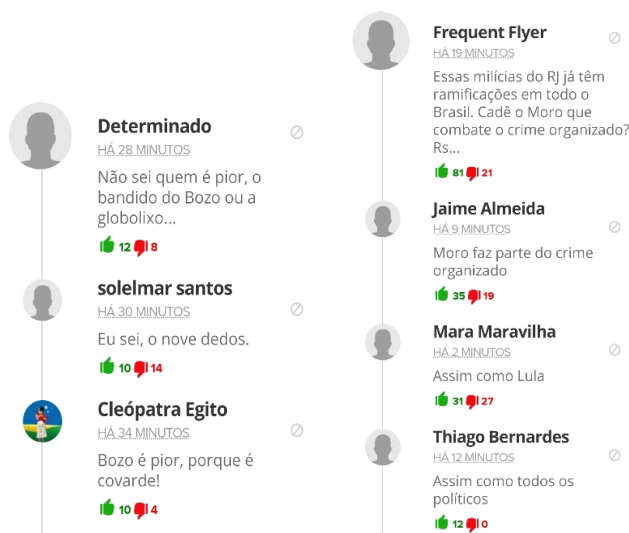 Determinado
HÁ 28 MINUTOS
Não sei quem é pior, o
bandido do Bozo ou a
globolixo...
12 8
solelmar santos
HÁ 30 MINUTOS
Eu sei, o nove dedos.
10 14
Cleópatra Egito
HÁ 34 MINUTOS
Bozo é pior, porque é
covarde!
10 4
Frequent Flyer
HÁ 19 MINUTOS
Essas milícias do RJ já têm
ramificações em todo o
Brasil. Cadê o Moro que
combate o crime organizado?
Rs...
81 21
Jaime Almeida
HÁ 9 MINUTOS
Moro faz parte do crime
organizado
35 19
Mara Maravilha
HÁ 2 MINUTOS
Assim como Lula
31 27
Thiago Bernardes
HÁ 12 MINUTOS
Assim como todos os
políticos
12 0